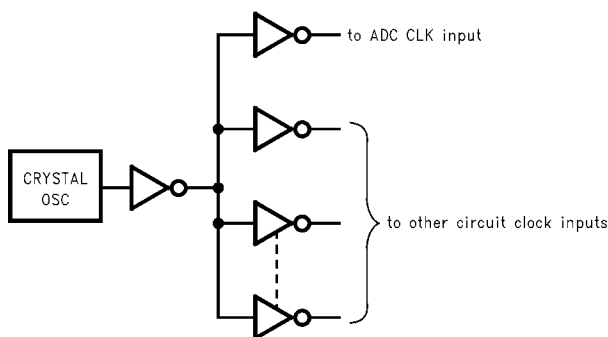 to ADC CLK input
CRYSTAL
OSC
to other circuit clock inputs